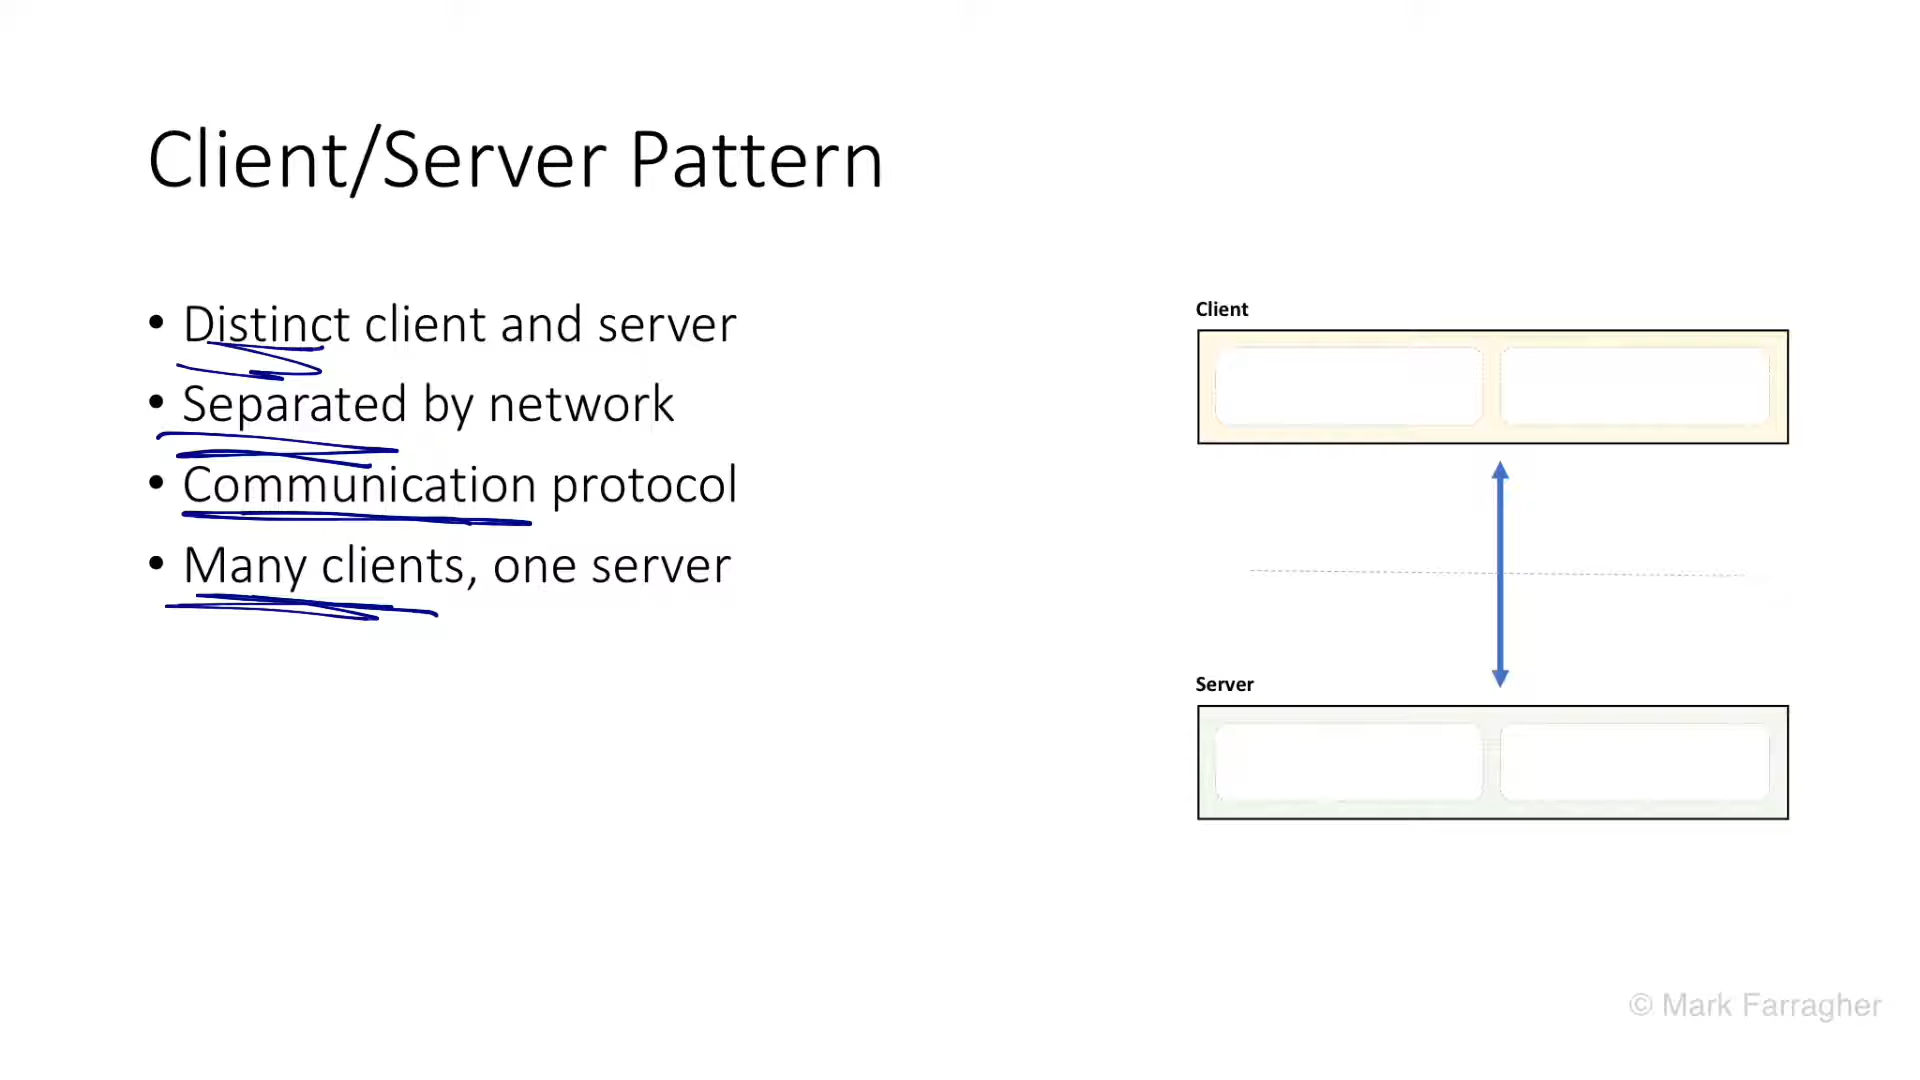 Client/Server Pattern
• Distinct client and server
• Separated by network
• Communication protocol
• Many clients, one server
Client
Server
© Mark Farragher